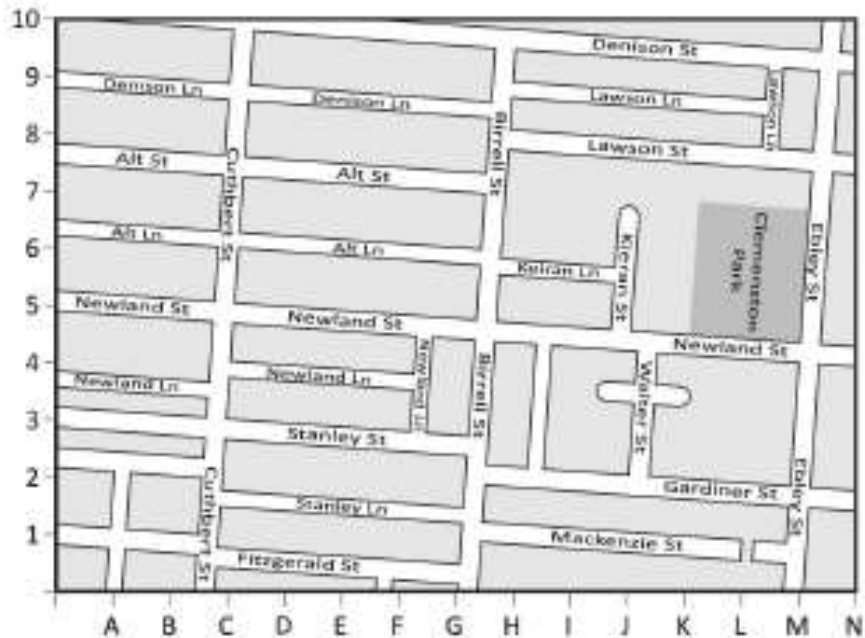 10
Denison St
9
Denison Ln
Denison Ln
Lawson Ln
Lawson Ln
8
Birrell St
Lawson St
Alt St
Cuthbert St
Alt St
7
Alt Ln
Alt Ln
6
Kieran St
Clementson
Park
Ebley St
Keiran Ln
5
Newland St
Newland St
Newland St
4
Newland Ln
Newland Ln
Newland Ln
Birrell St
Walter St
3
Stanley St
2
Cuthbert St
Gardiner St
Ebley St
Stanley Ln
1
Mackenzie St
Fitzgerald St
A B C D E F G H I J K L M N